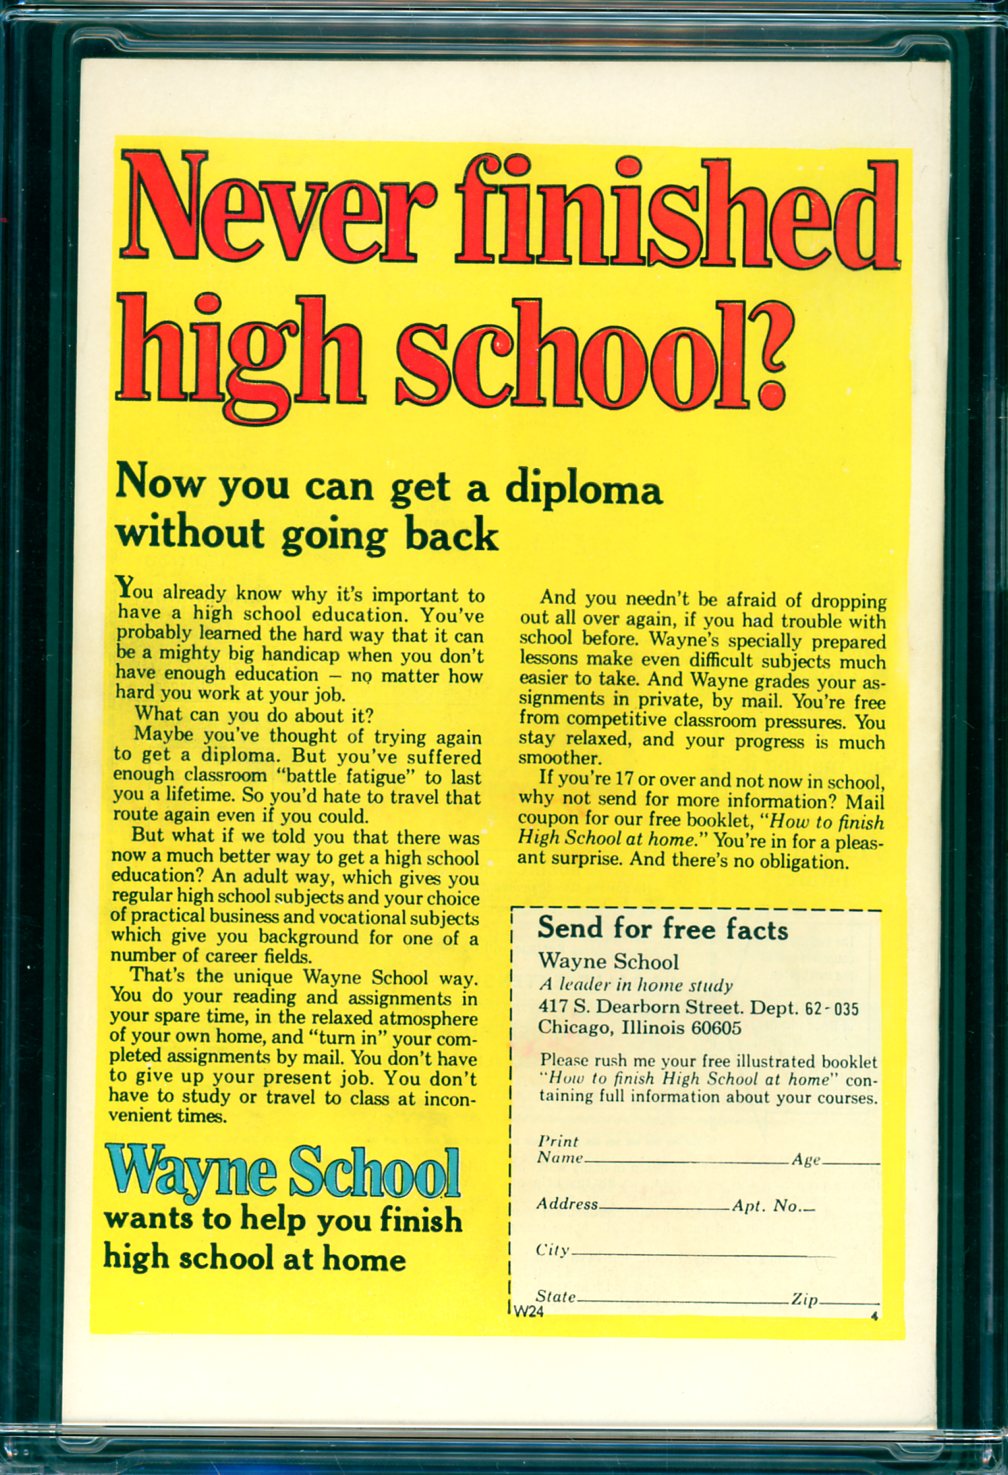 Never finished
high school?
Now you can get a diploma
without going back
You already know why it's important to
have a high school education. You've
probably learned the hard way that it can
be a mighty big handicap when you don't
have enough education — no matter how
hard you work at your job.
What can you do about it?
Maybe you've thought of trying again
to get a diploma. But you've suffered
enough classroom "battle fatigue" to last
you a lifetime. So you'd hate to travel that
route again even if you could.
But what if we told you that there was
now a much better way to get a high school
education? An adult way, which gives you
regular high school subjects and your choice
of practical business and vocational subjects
which give you background for one of a
number of career fields.
That's the unique Wayne School way.
You do your reading and assignments in
your spare time, in the relaxed atmosphere
of your own home, and "turn in" your com-
pleted assignments by mail. You don't have
to give up your present job. You don't
have to study or travel to class at incon-
venient times.
Wayne School
wants to help you finish
high school at home
And you needn't be afraid of dropping
out all over again, if you had trouble with
school before. Wayne's specially prepared
lessons make even difficult subjects much
easier to take. And Wayne grades your as-
signments in private, by mail. You're free
from competitive classroom pressures. You
stay relaxed, and your progress is much
smoother.
If you're 17 or over and not now in school,
why not send for more information? Mail
coupon for our free booklet, "How to finish
High School at home." You're in for a pleas-
ant surprise. And there's no obligation.
Send for free facts
Wayne School
A leader in home study
417 S. Dearborn Street. Dept. 62-035
Chicago, Illinois 60605
Please rush me your free illustrated booklet
"How to finish High School at home" con-
taining full information about your courses.
Print
Name Age
Address Apt. No.
City
State Zip
W24 4